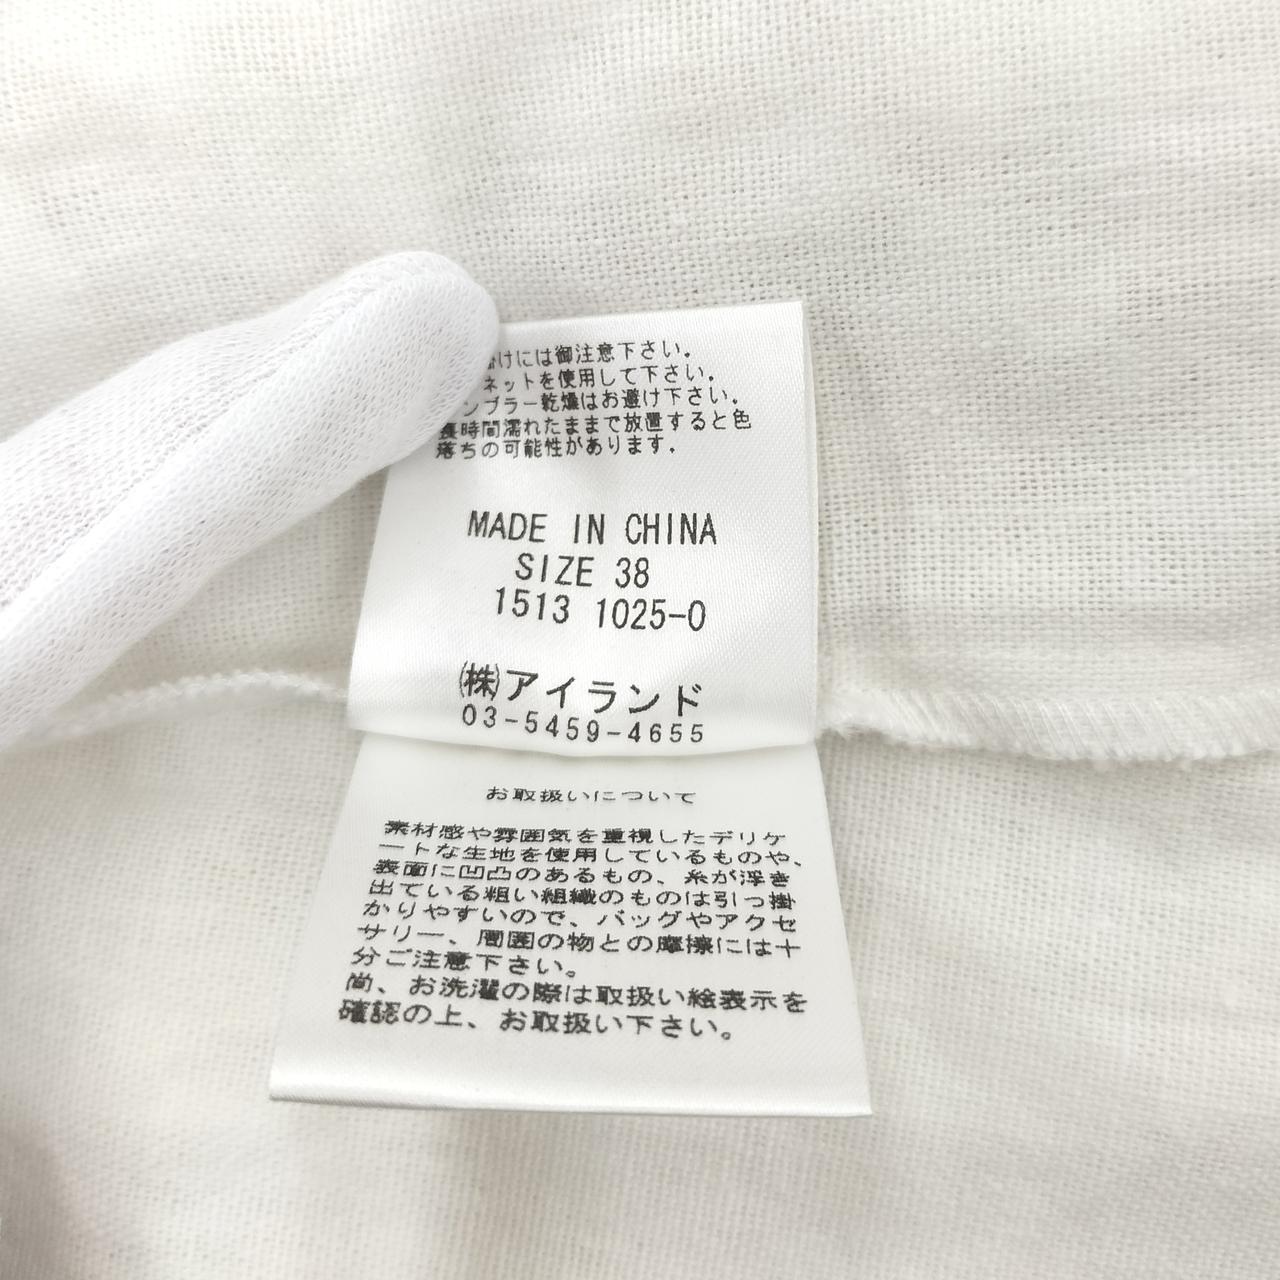 けには御注意下さい.
ネットを使用して下さい.
ンブラー乾燥はお避け下さい.
長時間濡れたままで放置すると色
落ちの可能性があります.
MADE IN CHINA
SIZE 38
1513 1025-0
㈱アイランド
03-5459-4655
お取扱いについて
素材感や雰囲気を重視したデリケ
ートな生地を使用しているものや、
表面に凹凸のあるもの、糸が浮き
出ている粗い組織のものは引っ掛
かりやすいので、バッグやアクセ
サリー、周囲の物との摩擦には十
分ご注意下さい。
尚、お洗濯の際は取扱い絵表示を
確認の上、お取扱い下さい。